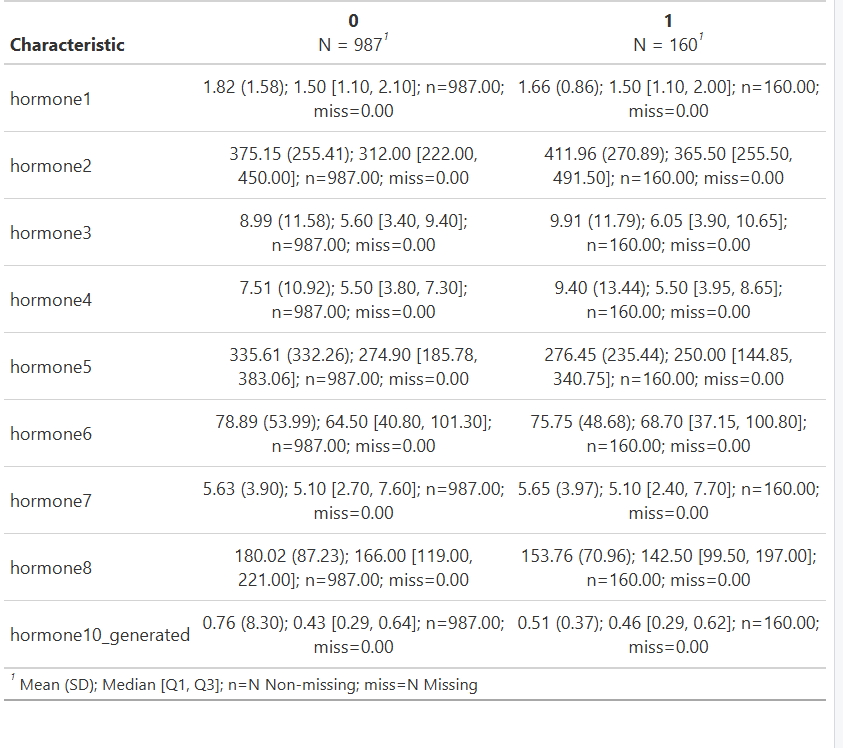 Characteristic 0 1
N = 987¹ N = 160¹
hormone1 1.82 (1.58); 1.50 [1.10, 2.10]; n=987.00; 1.66 (0.86); 1.50 [1.10, 2.00]; n=160.00;
miss=0.00 miss=0.00
hormone2 375.15 (255.41); 312.00 [222.00, 411.96 (270.89); 365.50 [255.50,
450.00]; n=987.00; miss=0.00 491.50]; n=160.00; miss=0.00
hormone3 8.99 (11.58); 5.60 [3.40, 9.40]; 9.91 (11.79); 6.05 [3.90, 10.65];
n=987.00; miss=0.00 n=160.00; miss=0.00
hormone4 7.51 (10.92); 5.50 [3.80, 7.30]; 9.40 (13.44); 5.50 [3.95, 8.65];
n=987.00; miss=0.00 n=160.00; miss=0.00
hormone5 335.61 (332.26); 274.90 [185.78, 276.45 (235.44); 250.00 [144.85,
383.06]; n=987.00; miss=0.00 340.75]; n=160.00; miss=0.00
hormone6 78.89 (53.99); 64.50 [40.80, 101.30]; 75.75 (48.68); 68.70 [37.15, 100.80];
n=987.00; miss=0.00 n=160.00; miss=0.00
hormone7 5.63 (3.90); 5.10 [2.70, 7.60]; n=987.00; 5.65 (3.97); 5.10 [2.40, 7.70]; n=160.00;
miss=0.00 miss=0.00
hormone8 180.02 (87.23); 166.00 [119.00, 153.76 (70.96); 142.50 [99.50, 197.00];
221.00]; n=987.00; miss=0.00 n=160.00; miss=0.00
hormone10_generated 0.76 (8.30); 0.43 [0.29, 0.64]; n=987.00; 0.51 (0.37); 0.46 [0.29, 0.62]; n=160.00;
miss=0.00 miss=0.00
¹ Mean (SD); Median [Q1, Q3]; n=N Non-missing; miss=N Missing